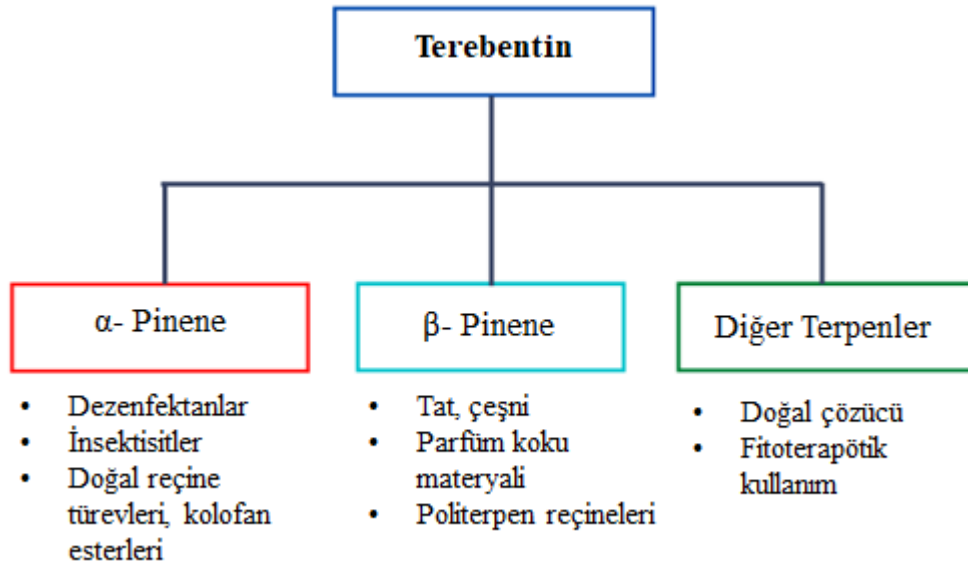 Terebentin
α- Pinene
β- Pinene
Diğer Terpenler
• Dezenfektanlar
• İnsektisitler
• Doğal reçine
türevleri, kolofan
esterleri
• Tat, çeşni
• Parfüm koku
materyali
• Politerpen reçineleri
• Doğal çözücü
• Fitoterapötik
kullanım